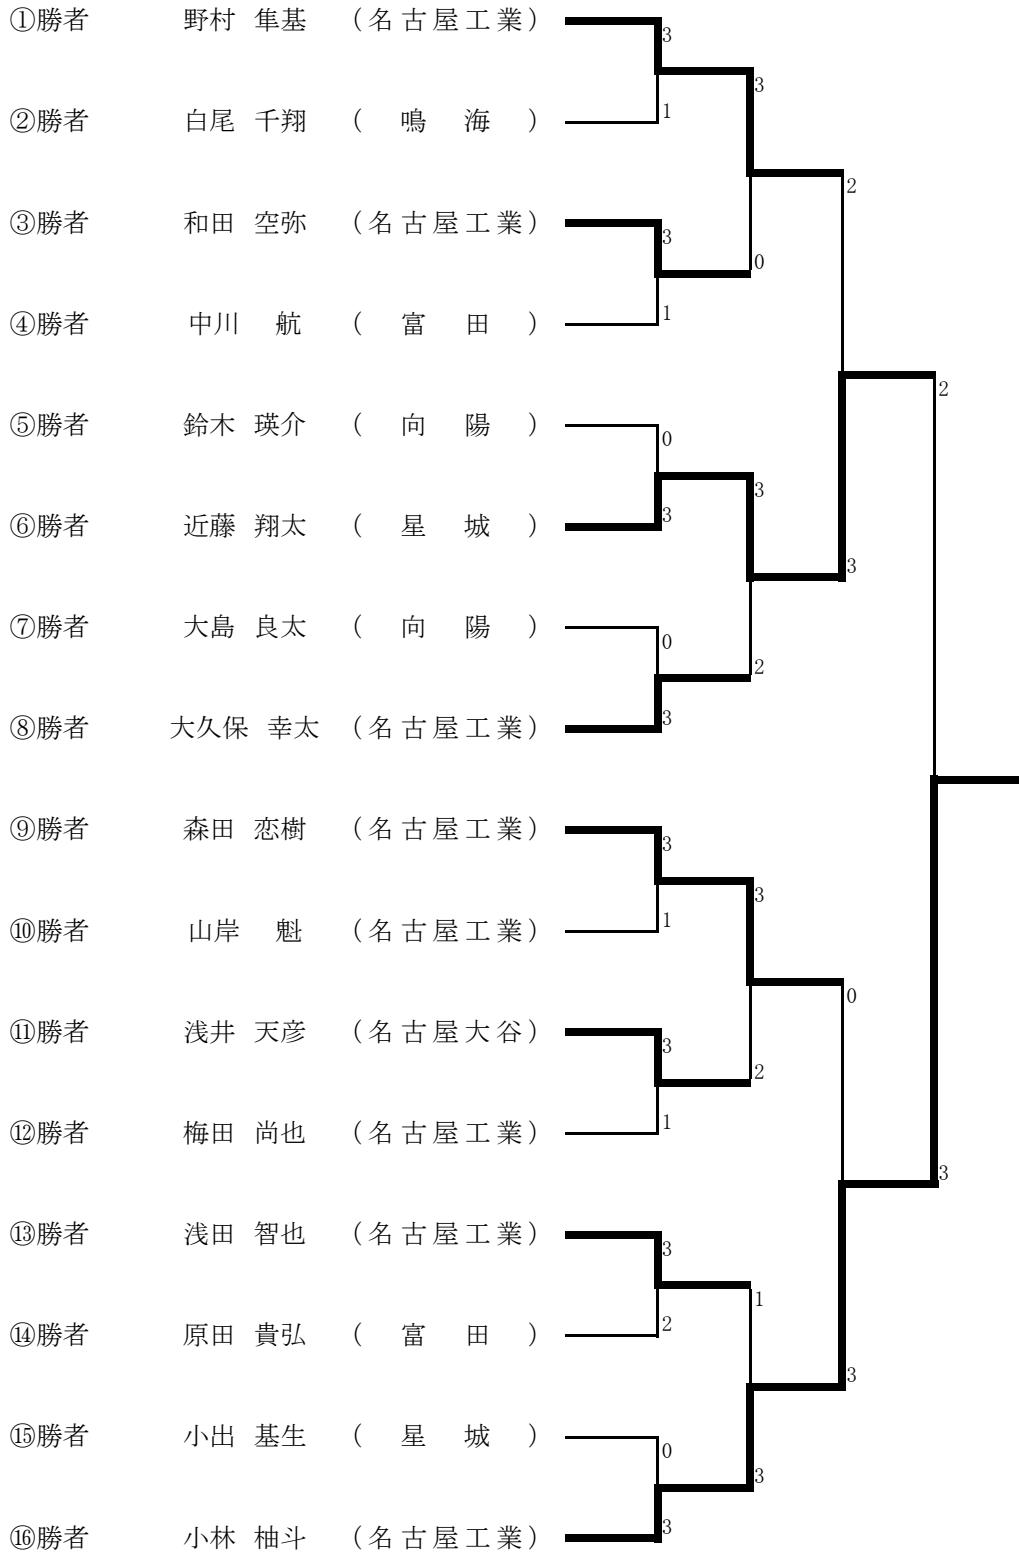 ①勝者 野村 隼基 (名古屋工業)
3
3
②勝者 白尾 千翔 ( 鳴 海 )
1
2
③勝者 和田 空弥 (名古屋工業)
3
0
④勝者 中川 航 ( 富 田 )
1
2
⑤勝者 鈴木 瑛介 ( 向 陽 )
0
3
⑥勝者 近藤 翔太 ( 星 城 )
3
3
⑦勝者 大島 良太 ( 向 陽 )
0
2
⑧勝者 大久保 幸太 (名古屋工業)
3
⑨勝者 森田 恋樹 (名古屋工業)
3
3
⑩勝者 山岸 魁 (名古屋工業)
1
0
⑪勝者 浅井 天彦 (名古屋大谷)
3
2
⑫勝者 梅田 尚也 (名古屋工業)
1
3
⑬勝者 浅田 智也 (名古屋工業)
3
1
⑭勝者 原田 貴弘 ( 富 田 )
2
3
⑮勝者 小出 基生 ( 星 城 )
0
3
⑯勝者 小林 柚斗 (名古屋工業)
3